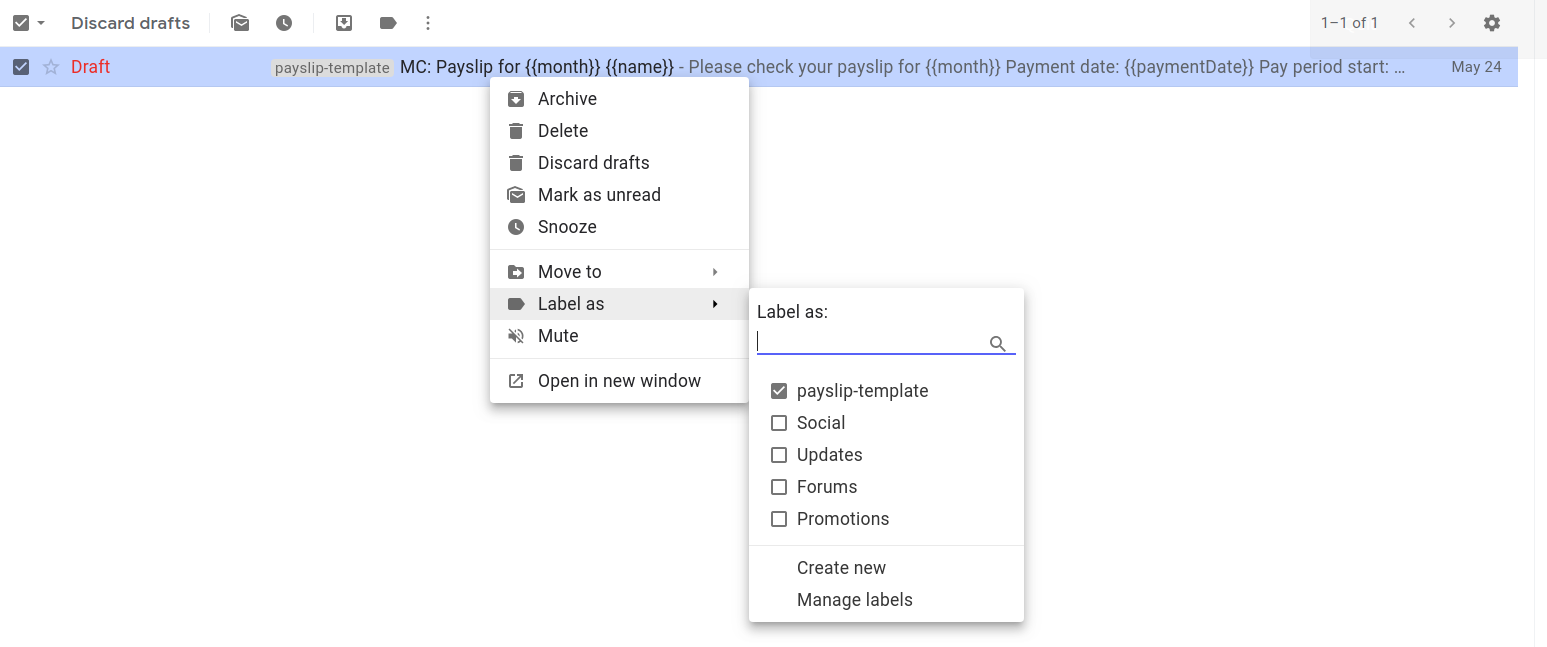 Discard drafts 1–1 of 1
Draft payslip-template MC: Payslip for {{month}} {{name}} - Please check your payslip for {{month}} Payment date: {{paymentDate}} Pay period start: ... May 24
Archive
Delete
Discard drafts
Mark as unread
Snooze
Move to
Label as
Mute
Open in new window
Label as:
payslip-template
Social
Updates
Forums
Promotions
Create new
Manage labels